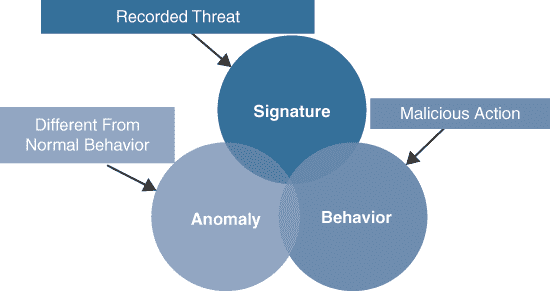 Recorded Threat
Signature
Different From
Normal Behavior
Malicious Action
Anomaly
Behavior